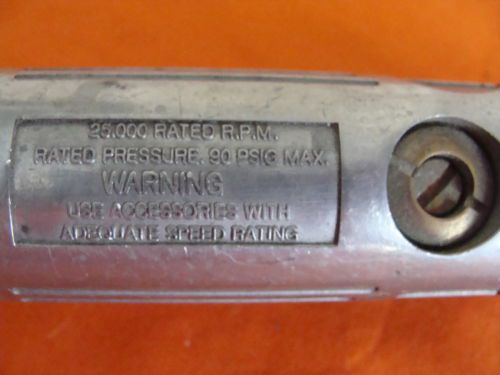 25,000 RATED R.P.M.
RATED PRESSURE, 90 PSIG MAX.
WARNING
USE ACCESSORIES WITH
ADEQUATE SPEED RATING